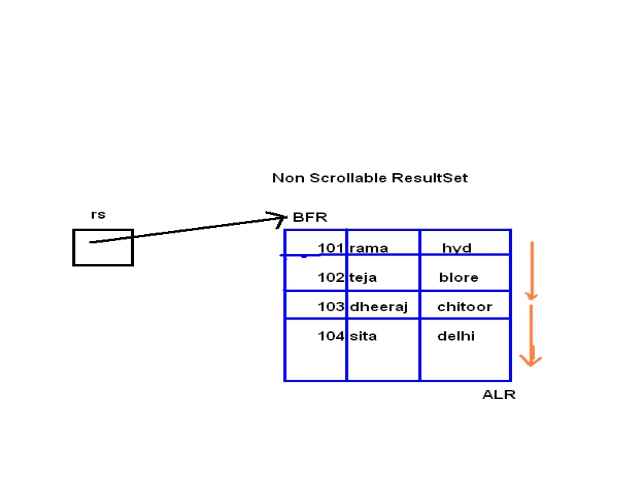 Non Scrollable ResultSet
rs
BFR
101 rama hyd
102 teja blore
103 dheeraj chitoor
104 sita delhi
ALR